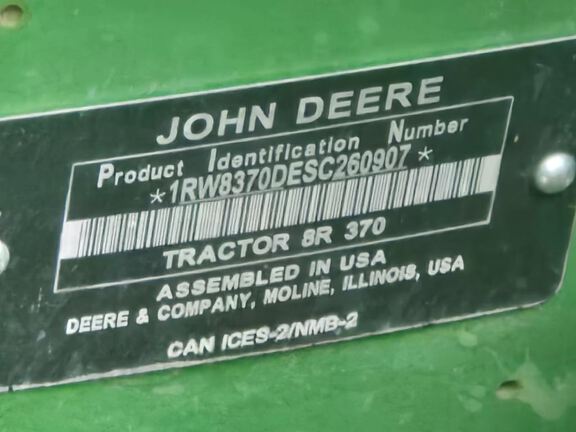 JOHN DEERE
Product Identification Number
*1RW8370DESC260907*
TRACTOR 8R 370
ASSEMBLED IN USA
DEERE & COMPANY, MOLINE, ILLINOIS, USA
CAN ICES-2/NMB-2